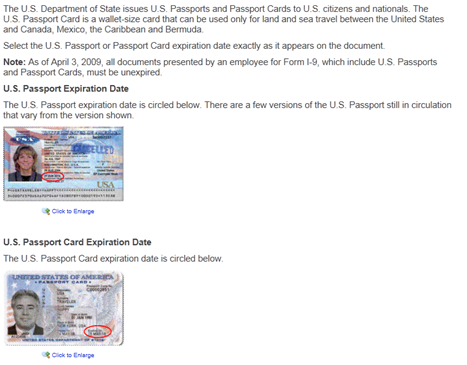 The U.S. Department of State issues U.S. Passports and Passport Cards to U.S. citizens and nationals. The
U.S. Passport Card is a wallet-size card that can be used only for land and sea travel between the United States
and Canada, Mexico, the Caribbean and Bermuda.
Select the U.S. Passport or Passport Card expiration date exactly as it appears on the document.
Note: As of April 3, 2009, all documents presented by an employee for Form I-9, which include U.S. Passports
and Passport Cards, must be unexpired.
U.S. Passport Expiration Date
The U.S. Passport expiration date is circled below. There are a few versions of the U.S. Passport still in circulation
that vary from the version shown.
USA
CANCELLED
USA
Click to Enlarge
U.S. Passport Card Expiration Date
The U.S. Passport Card expiration date is circled below.
UNITED STATES OF AMERICA
PASSPORT CARD
USA
TRAVELER
Click to Enlarge